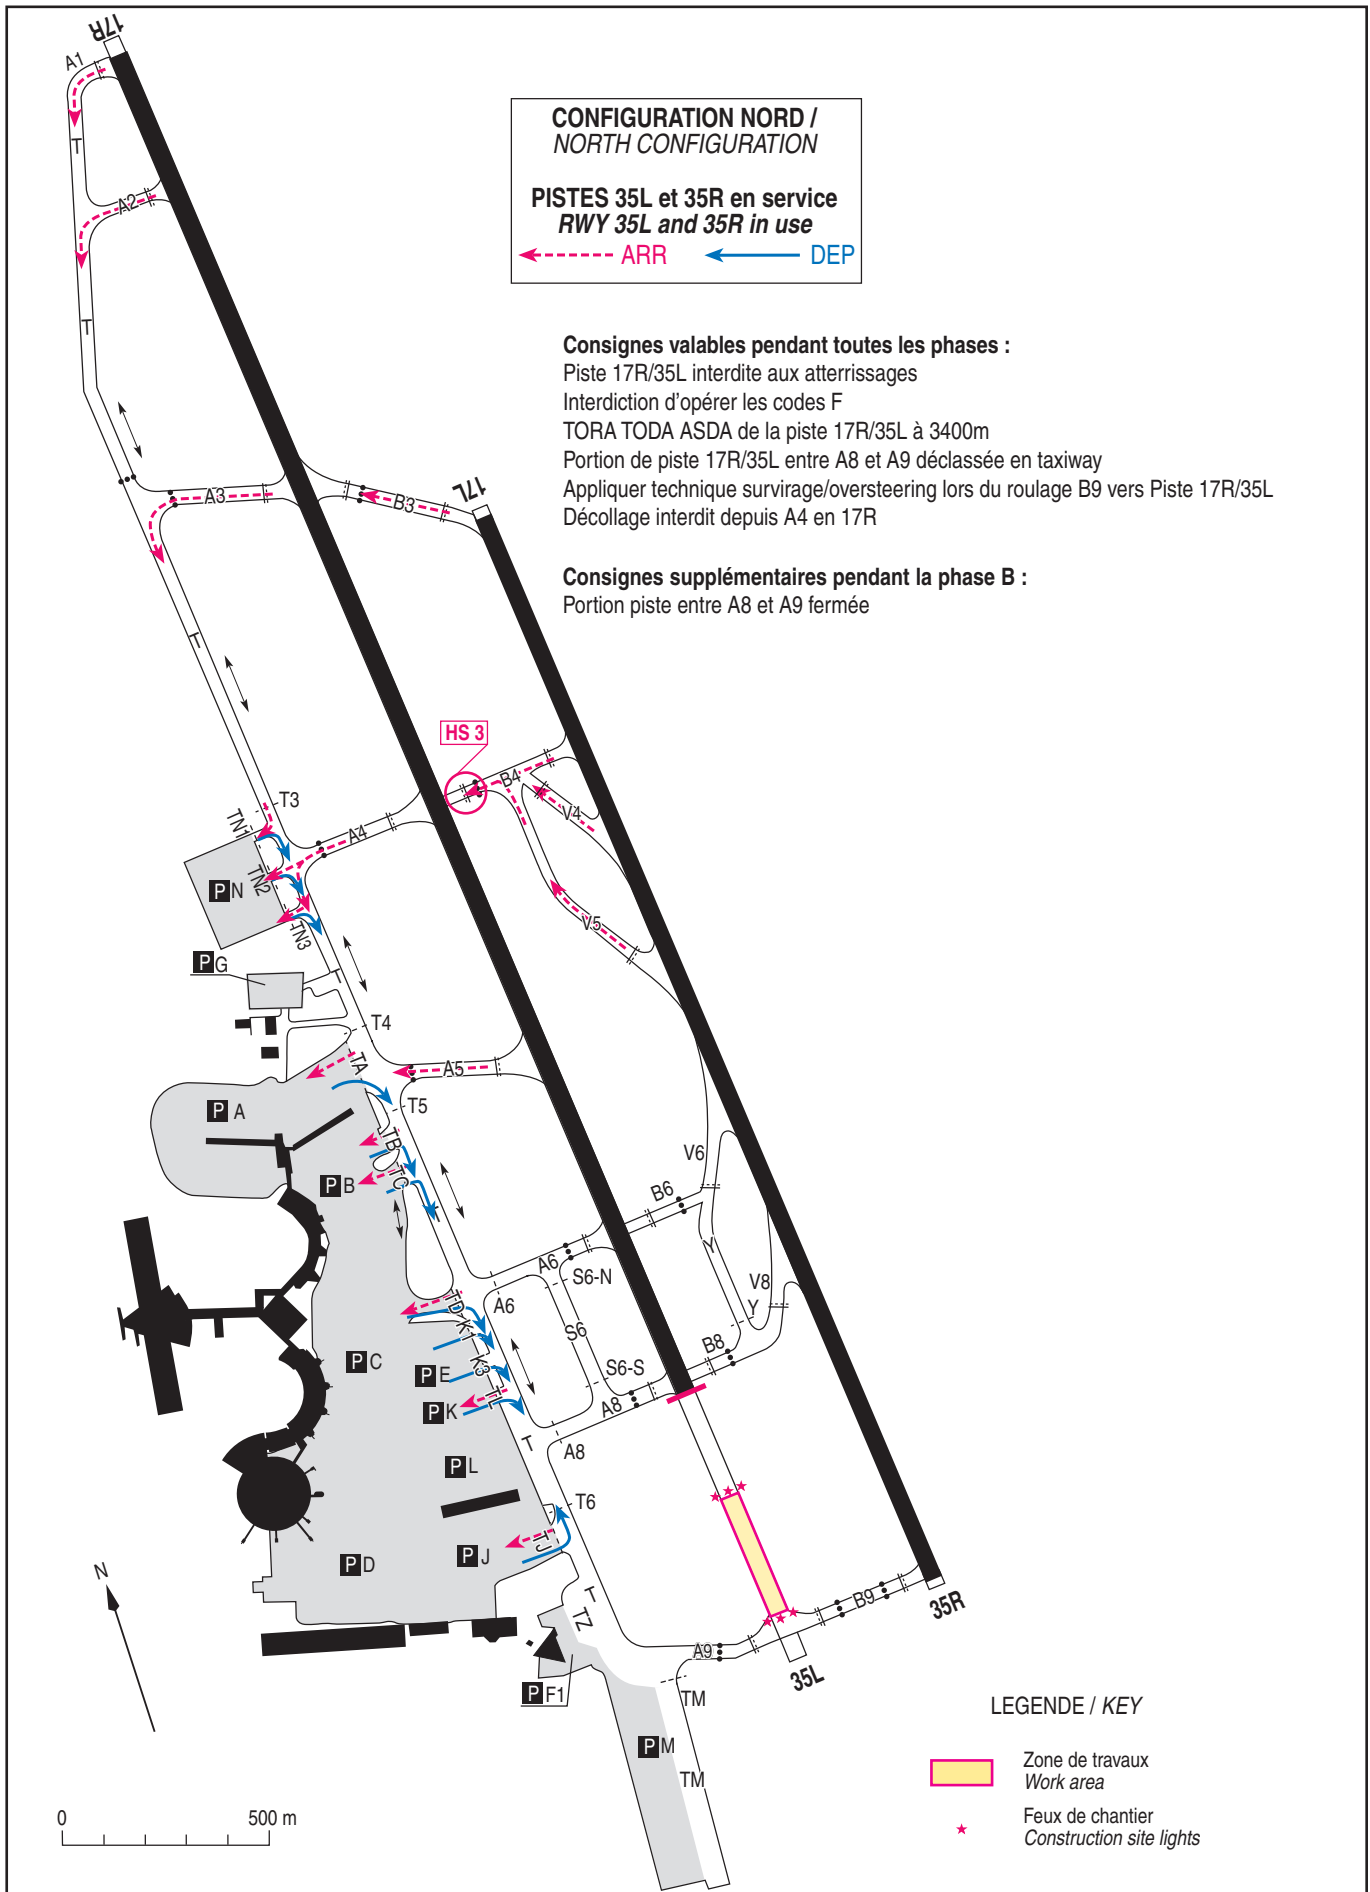 17R
A1
T
A2
T
CONFIGURATION NORD /
NORTH CONFIGURATION
PISTES 35L et 35R en service
RWY 35L and 35R in use
ARR
DEP
Consignes valables pendant toutes les phases :
Piste 17R/35L interdite aux atterrissages
Interdiction d'opérer les codes F
TORA TODA ASDA de la piste 17R/35L à 3400m
Portion de piste 17R/35L entre A8 et A9 déclassée en taxiway
Appliquer technique survirage/oversteering lors du roulage B9 vers Piste 17R/35L
Décollage interdit depuis A4 en 17R
Consignes supplémentaires pendant la phase B :
Portion piste entre A8 et A9 fermée
A3
B3
17L
T
HS 3
B4
V4
T3
TN1
A4
TN2
P N
TN3
V5
P G
T
T4
TA
A5
P A
T5
TB
TC
P B
T
V6
B6
A6
S6-N
A6
TD
K1
S6
Y
V8
Y
B8
P C
K3
P E
S6-S
TL
P K
A8
A8
T
P L
T6
TJ
P J
P D
N
T
TZ
B9
35R
A9
35L
P F1
TM
P M
TM
LEGENDE / KEY
Zone de travaux
Work area
Feux de chantier
Construction site lights
0
500 m